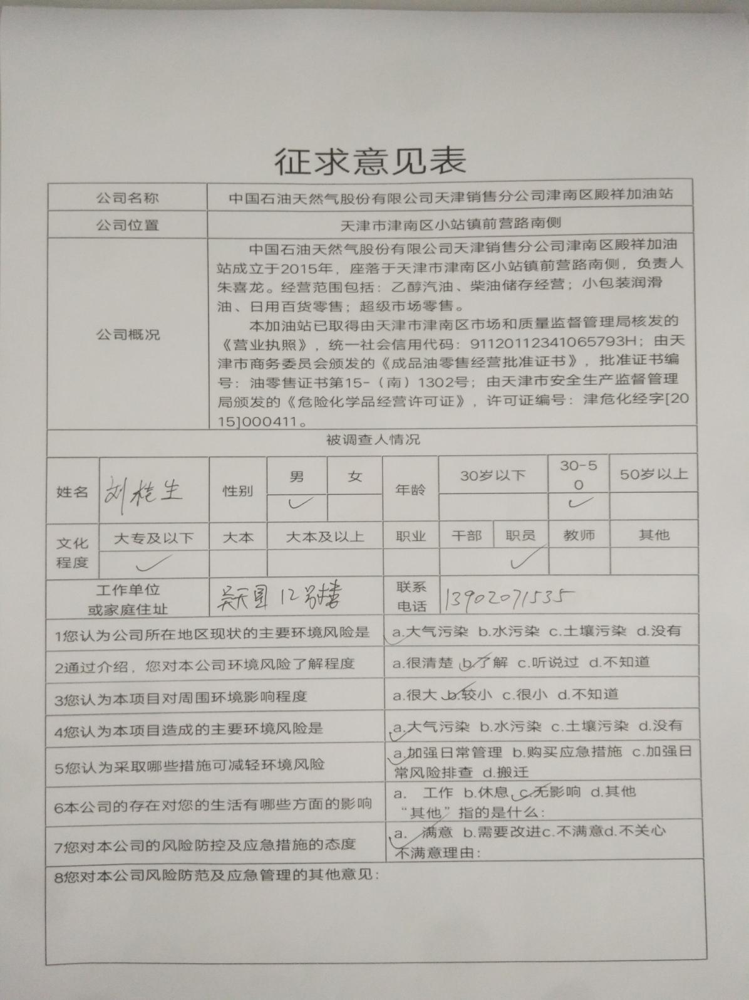 征求意见表
公司名称 中国石油天然气股份有限公司天津销售分公司津南区殿祥加油站
公司位置 天津市津南区小站镇前营路南侧
公司概况
中国石油天然气股份有限公司天津销售分公司津南区殿祥加油
站成立于2015年，座落于天津市津南区小站镇前营路南侧，负责人
朱喜龙。经营范围包括：乙醇汽油、柴油储存经营；小包装润滑
油、日用百货零售；超级市场零售。
本加油站已取得由天津市津南区市场和质量监督管理局核发的
《营业执照》，统一社会信用代码：91120112341065793H；由天
津市商务委员会颁发的《成品油零售经营批准证书》，批准证书编
号：油零售证书第15-（南）1302号；由天津市安全生产监督管理
局颁发的《危险化学品经营许可证》，许可证编号：津危化经字[20
15]000411。
被调查人情况
姓名 刘桂生 性别 男 女 年龄 30岁以下 30-5
0 50岁以上
✓ ✓
文化
程度 大专及以下 大本 大本及以上 职业 干部 职员 教师 其他
✓ ✓
工作单位
或家庭住址 12号楼 联系
电话 13902071535
1您认为公司所在地区现状的主要环境风险是 a.大气污染 b.水污染 c.土壤污染 d.没有
2通过介绍，您对本公司环境风险了解程度 a.很清楚 b.了解 c.听说过 d.不知道
3您认为本项目对周围环境影响程度 a.很大 b.较小 c.很小 d.不知道
4您认为本项目造成的主要环境风险是 a.大气污染 b.水污染 c.土壤污染 d.没有
5您认为采取哪些措施可减轻环境风险 a.加强日常管理 b.购买应急措施 c.加强日
常风险排查 d.搬迁
6本公司的存在对您的生活有哪些方面的影响 a. 工作 b.休息 c.无影响 d.其他
“其他”指的是什么：
7您对本公司的风险防控及应急措施的态度 a. 满意 b.需要改进c.不满意d.不关心
不满意理由：
8您对本公司风险防范及应急管理的其他意见：